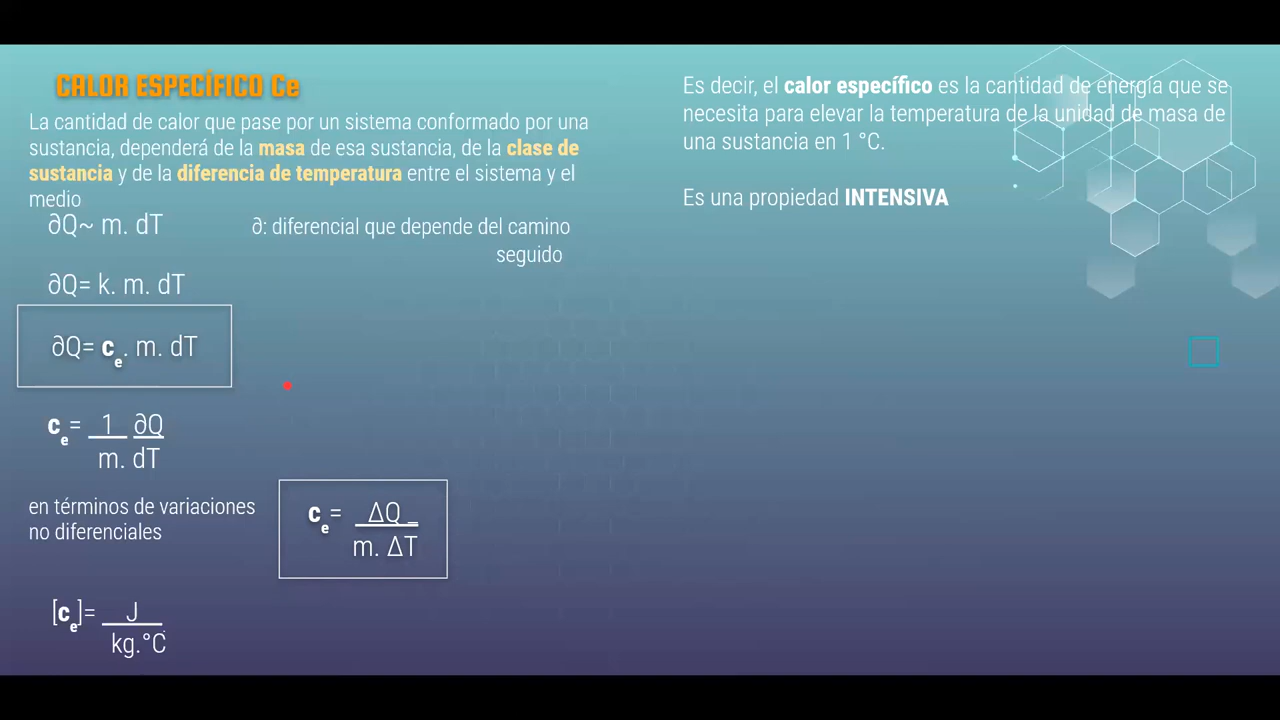 CALOR ESPECÍFICO Ce
La cantidad de calor que pase por un sistema conformado por una
sustancia, dependerá de la masa de esa sustancia, de la clase de
sustancia y de la diferencia de temperatura entre el sistema y el
medio
∂Q~ m. dT
∂: diferencial que depende del camino
seguido
∂Q= k. m. dT
∂Q= ce. m. dT
ce= 1 ∂Q
m. dT
en términos de variaciones
no diferenciales
ce= ΔQ
m. ΔT
[ce]= J
kg.°C
Es decir, el calor específico es la cantidad de energía que se
necesita para elevar la temperatura de la unidad de masa de
una sustancia en 1 °C.
Es una propiedad INTENSIVA